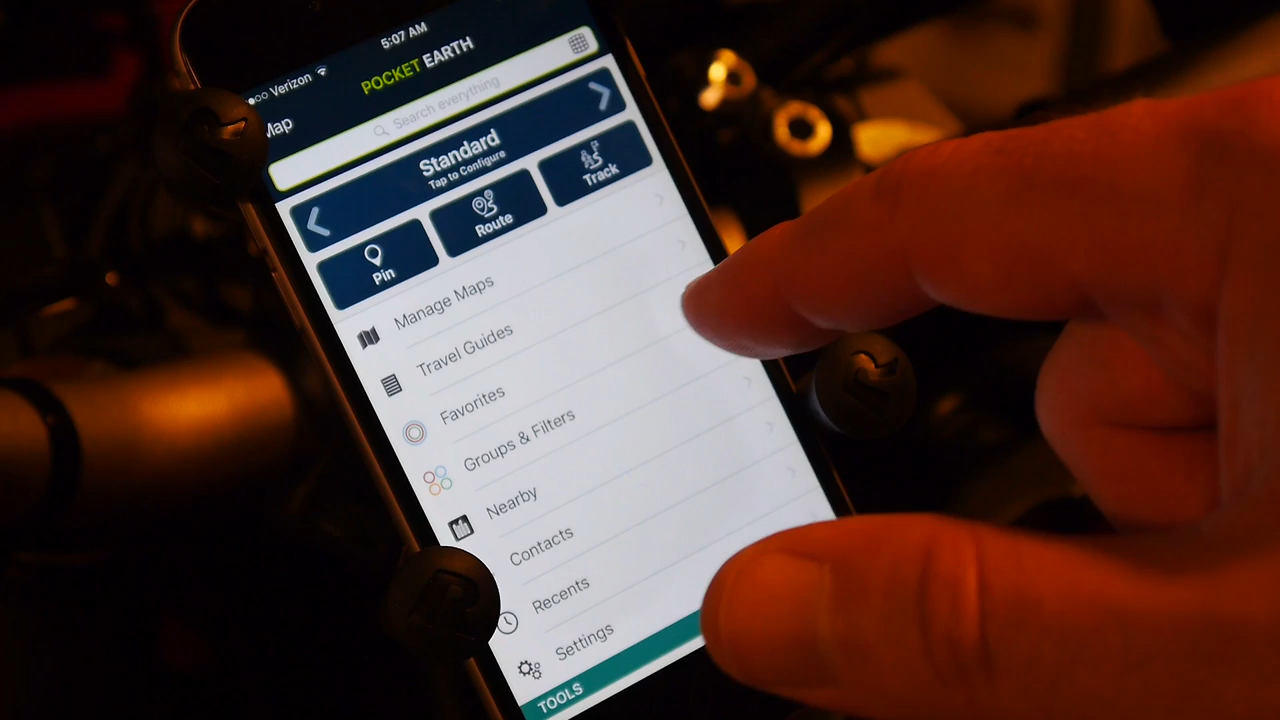 5:07 AM
Verizon
POCKET EARTH
Map
Search everything
Standard
Tap to Configure
Pin
Route
Track
Manage Maps
Travel Guides
Favorites
Groups & Filters
Nearby
Contacts
Recents
Settings
TOOLS